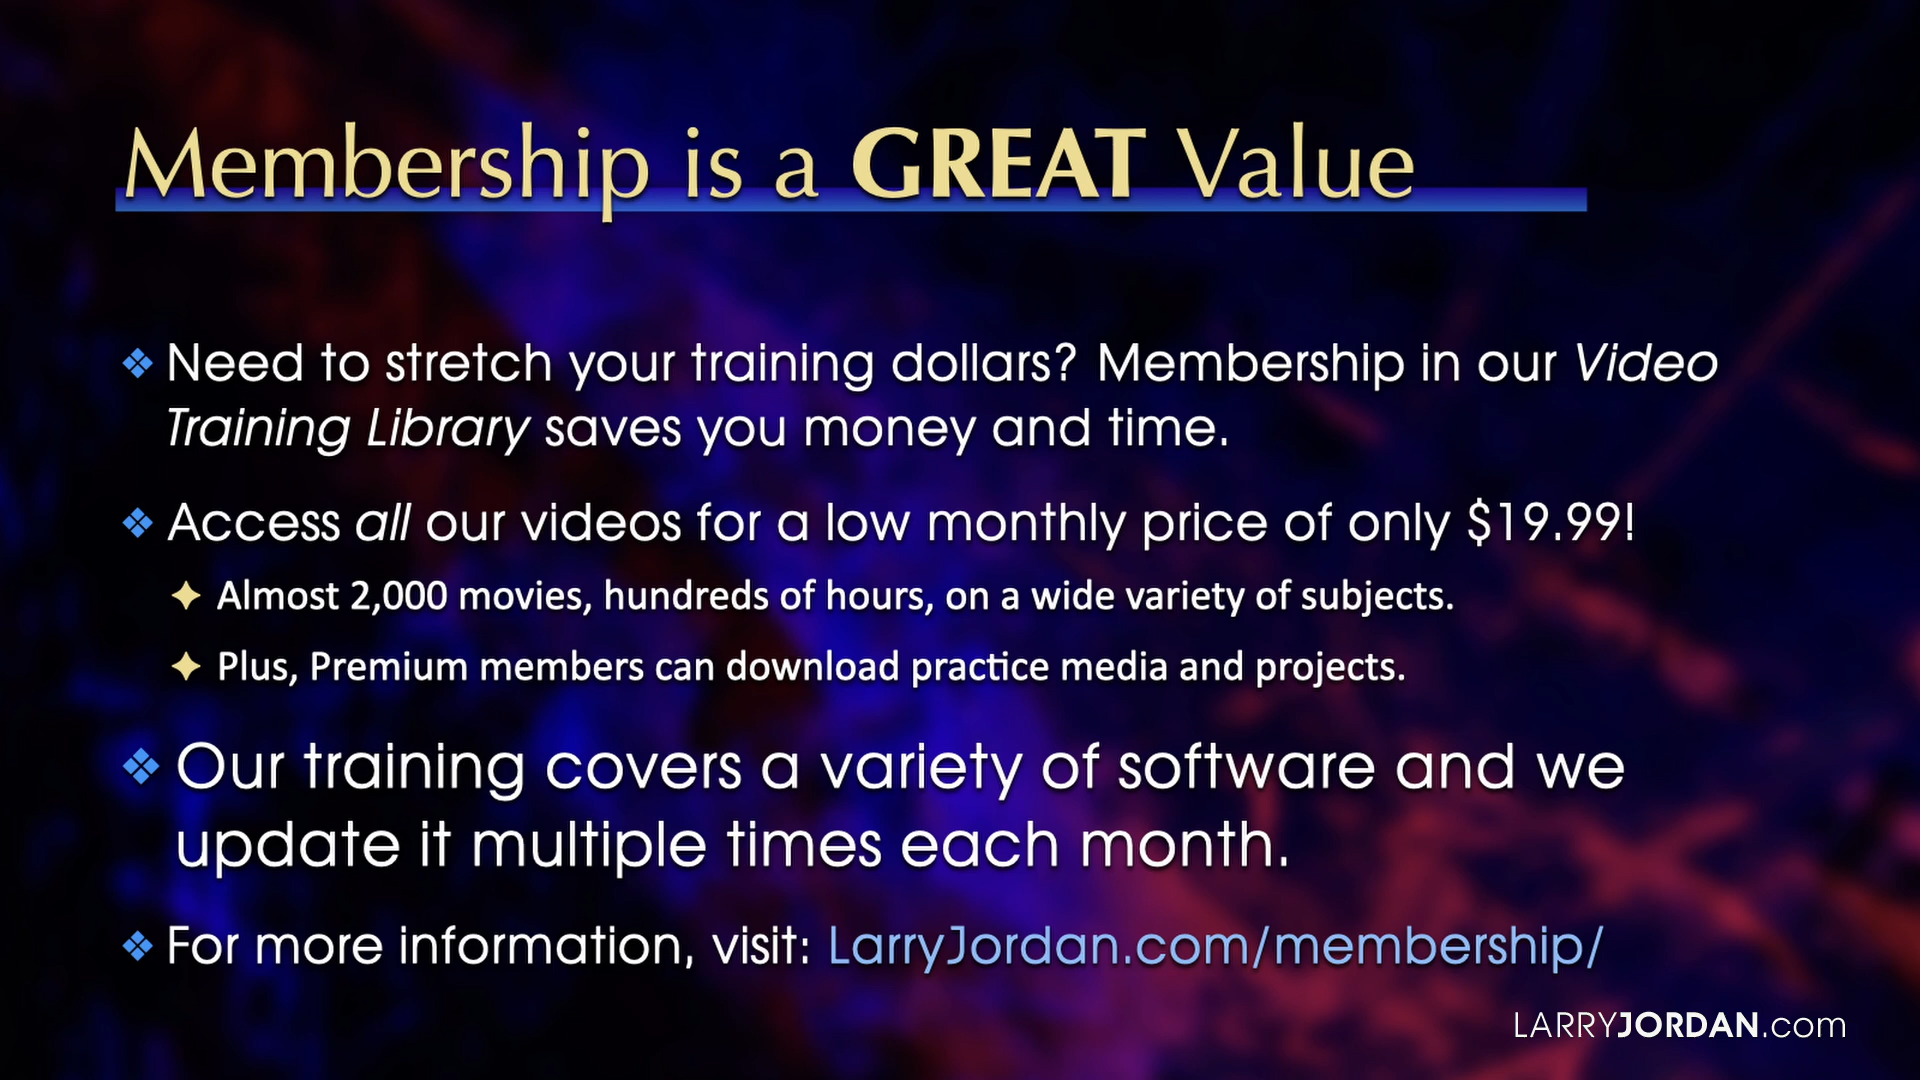 Membership is a GREAT Value
Need to stretch your training dollars? Membership in our Video
Training Library saves you money and time.
Access all our videos for a low monthly price of only $19.99!
Almost 2,000 movies, hundreds of hours, on a wide variety of subjects.
Plus, Premium members can download practice media and projects.
Our training covers a variety of software and we
update it multiple times each month.
For more information, visit: LarryJordan.com/membership/
LARRYJORDAN.com